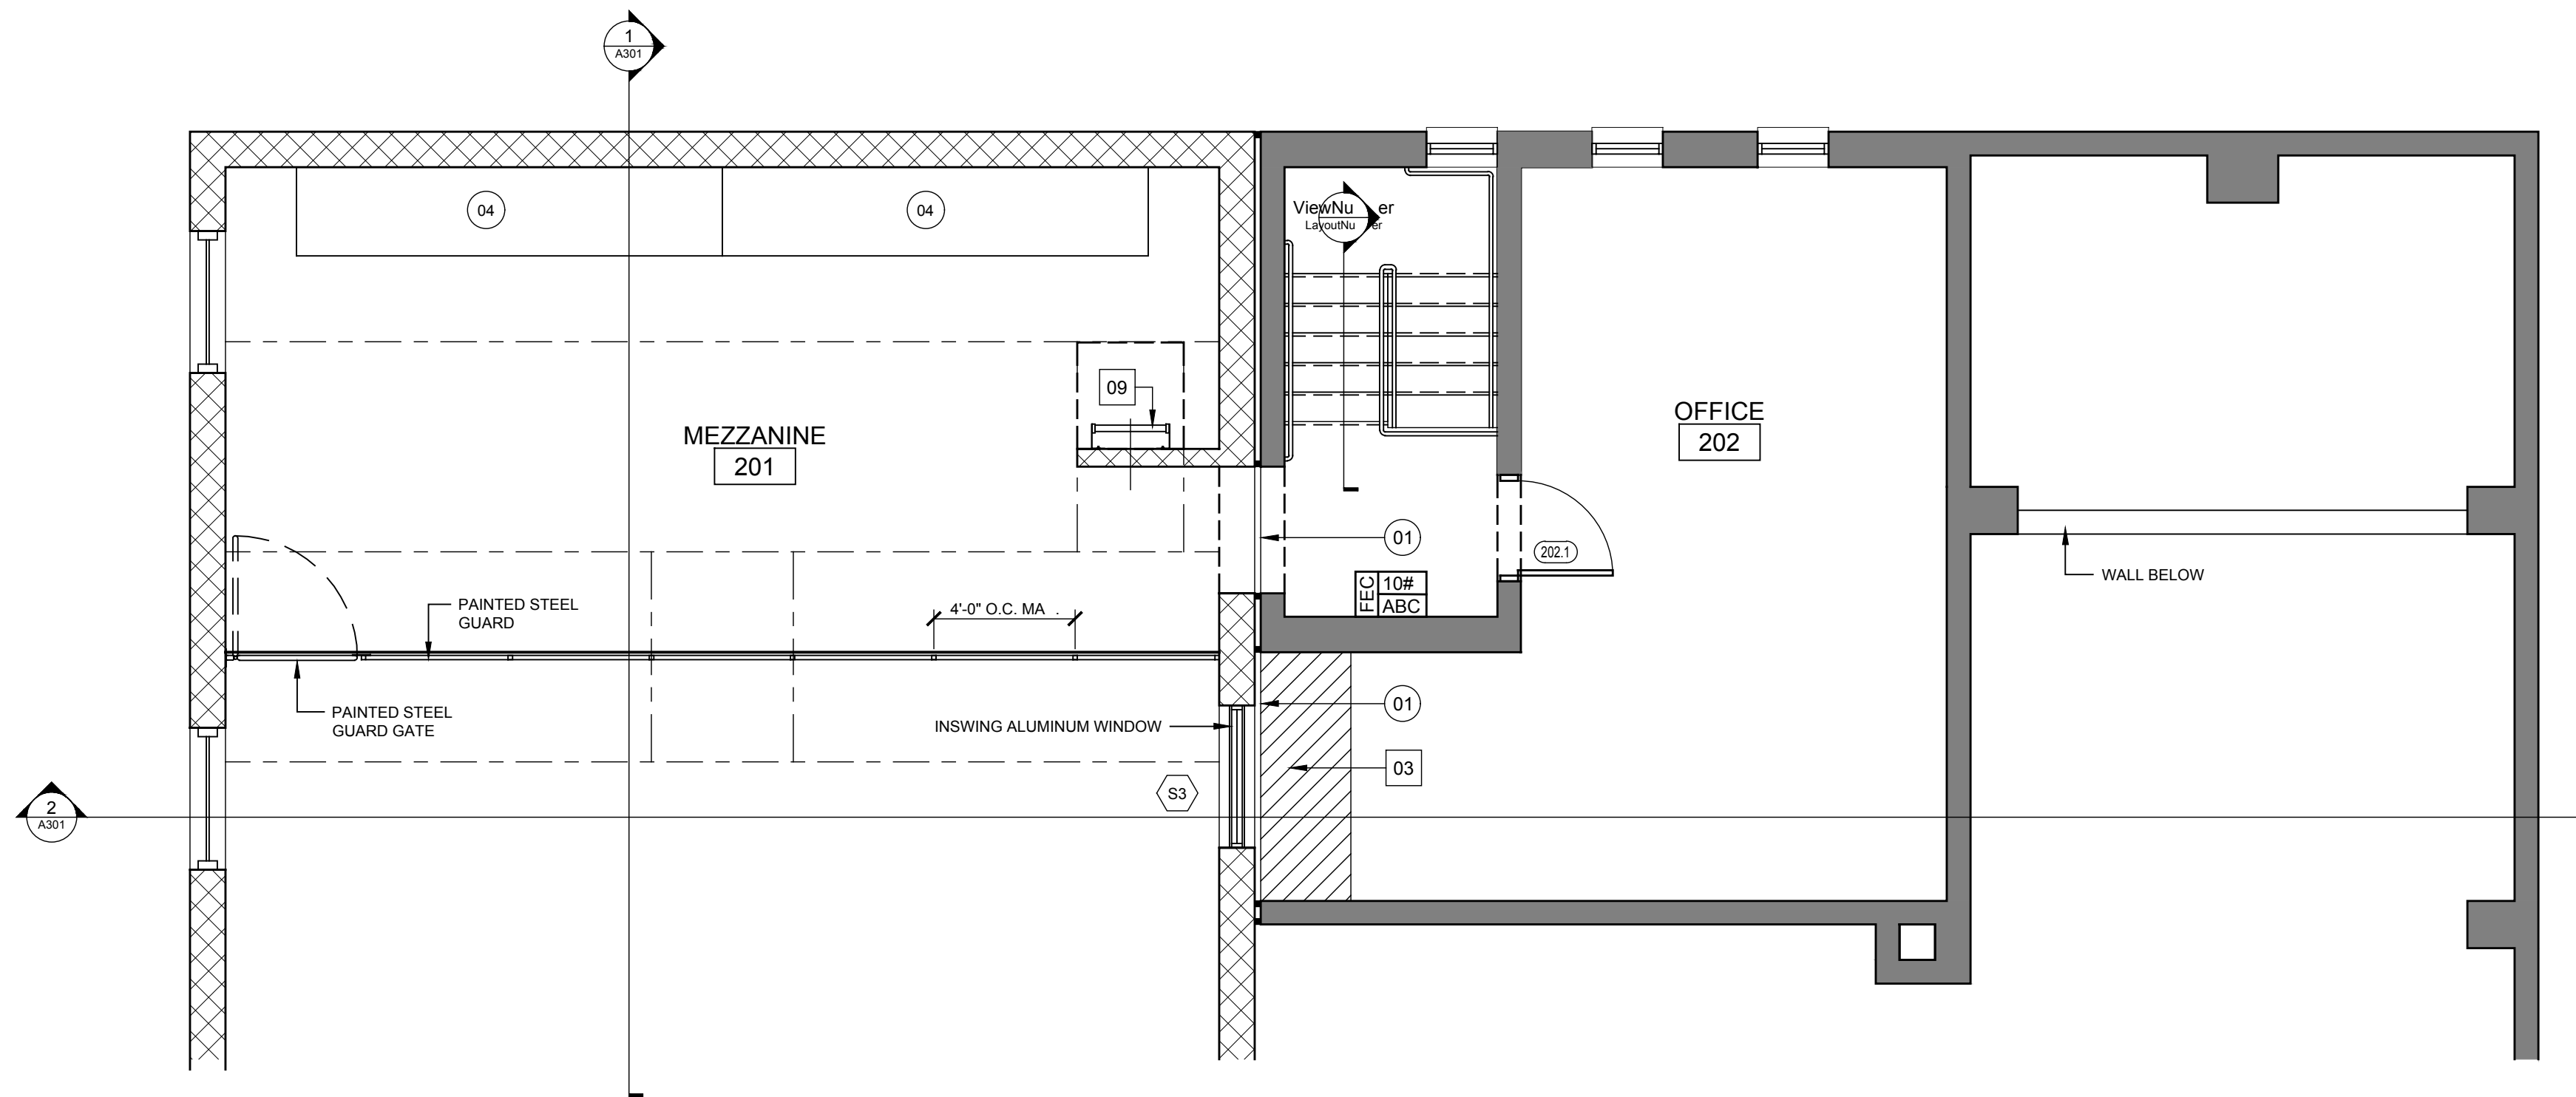 1
A301
04
04
ViewNu er
LayoutNu er
09
MEZZANINE
201
OFFICE
202
01
202.1
FEC
10#
ABC
WALL BELOW
PAINTED STEEL
GUARD
4'-0" O.C. MA .
PAINTED STEEL
GUARD GATE
INSWING ALUMINUM WINDOW
01
03
S3
2
A301